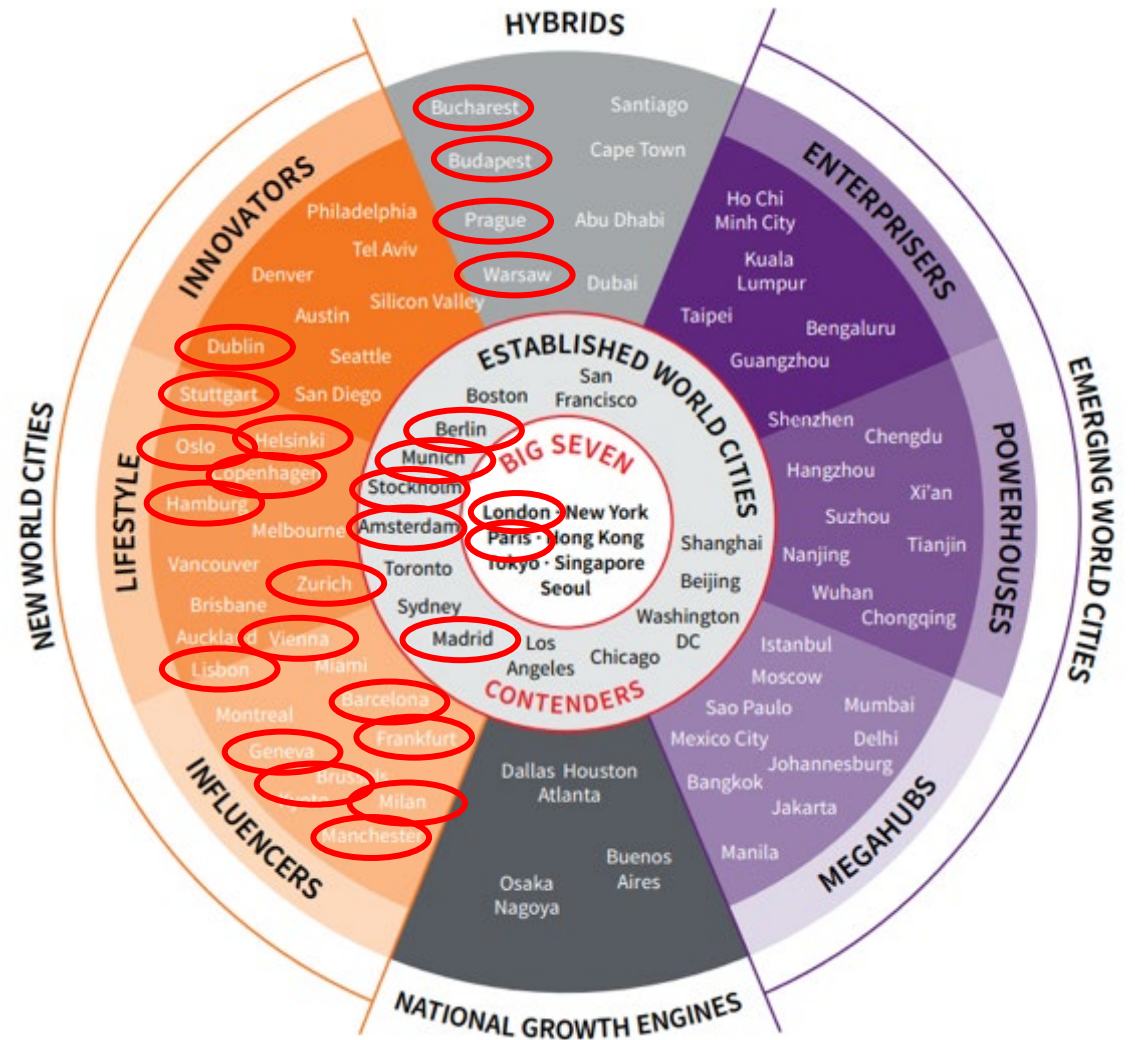 HYBRIDS
Bucharest
Santiago
Budapest
Cape Town
Prague
Abu Dhabi
Warsaw
Dubai
ENTERPRISERS
Ho Chi
Minh City
Kuala
Lumpur
Taipei
Bengaluru
Guangzhou
EMERGING WORLD CITIES
POWERHOUSES
Shenzhen
Chengdu
Hangzhou
Xi'an
Suzhou
Tianjin
Nanjing
Wuhan
Chongqing
MEGAHUBS
Istanbul
Moscow
Sao Paulo
Mumbai
Mexico City
Delhi
Johannesburg
Bangkok
Jakarta
Manila
NATIONAL GROWTH ENGINES
Dallas Houston
Atlanta
Buenos
Aires
Osaka
Nagoya
NEW WORLD CITIES
INNOVATORS
Philadelphia
Tel Aviv
Denver
Silicon Valley
Austin
Dublin
Seattle
San Diego
LIFESTYLE
Stuttgart
Oslo
Helsinki
Copenhagen
Hamburg
Melbourne
Vancouver
Zurich
Brisbane
Auckland
Vienna
Lisbon
Miami
INFLUENCERS
Barcelona
Montreal
Frankfurt
Geneva
Brussels
Kyoto
Milan
Manchester
ESTABLISHED WORLD CITIES
Boston
San
Francisco
Berlin
Munich
Stockholm
Amsterdam
Toronto
Sydney
Madrid
Los
Angeles
Chicago
Washington
DC
Beijing
Shanghai
CONTENDERS
BIG SEVEN
London · New York
Paris · Hong Kong
Tokyo · Singapore
Seoul